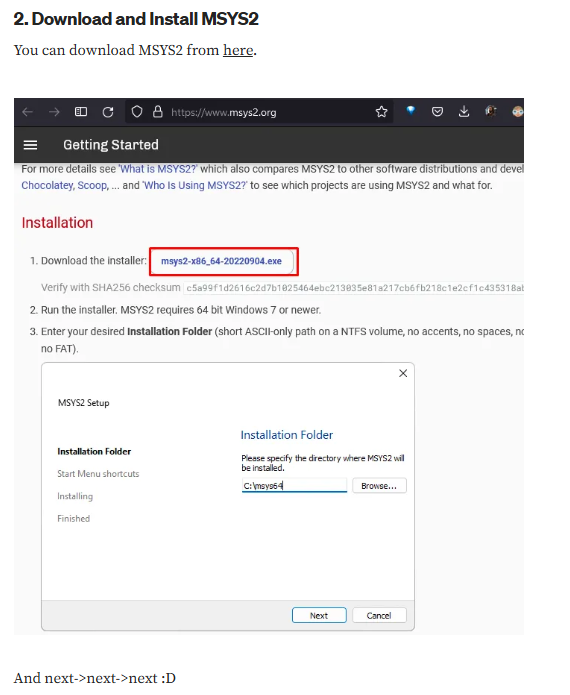 2. Download and Install MSYS2
You can download MSYS2 from here.
https://www.msys2.org
Getting Started
For more details see 'What is MSYS2?' which also compares MSYS2 to other software distributions and devel
Chocolatey, Scoop, ... and 'Who Is Using MSYS2?' to see which projects are using MSYS2 and what for.
Installation
1. Download the installer: msys2-x86_64-20220904.exe
Verify with SHA256 checksum c5a99f1d2616c2d7b1025464ebc213035e81a217cb6fb218c1e2cf1c435318ab
2. Run the installer. MSYS2 requires 64 bit Windows 7 or newer.
3. Enter your desired Installation Folder (short ASCII-only path on a NTFS volume, no accents, no spaces, no
no FAT).
MSYS2 Setup
Installation Folder
Start Menu shortcuts
Installing
Finished
Installation Folder
Please specify the directory where MSYS2 will
be installed.
C:\msys64
Browse...
Next
Cancel
And next->next->next :D